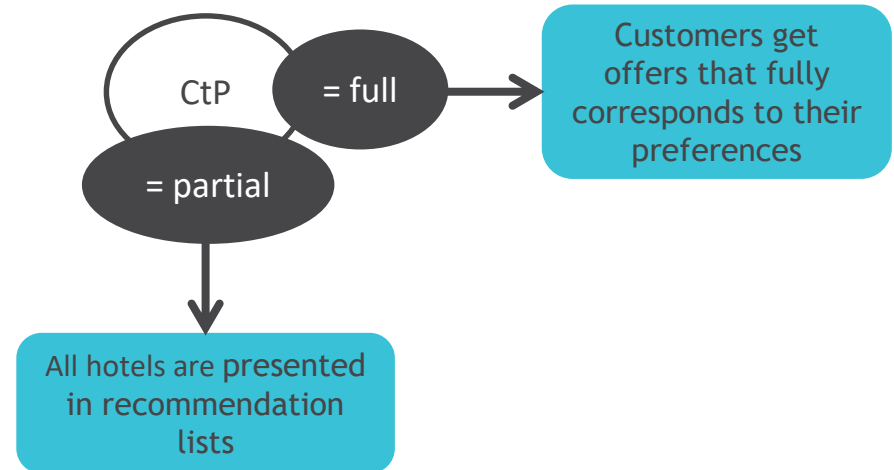 CtP
= full
Customers get
offers that fully
corresponds to their
preferences
= partial
All hotels are presented
in recommendation
lists